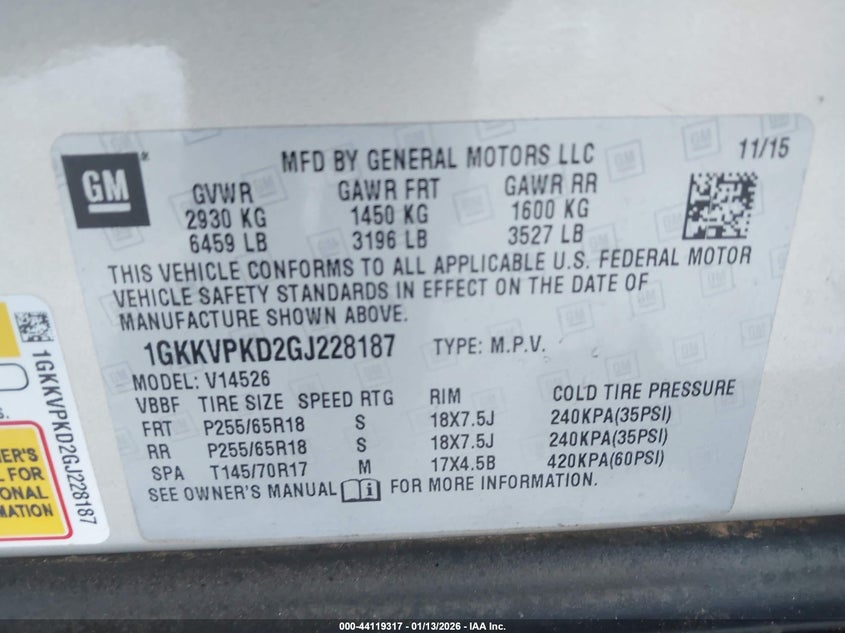 GM
MFD BY GENERAL MOTORS LLC 11/15
GVWR GAWR FRT GAWR RR
2930 KG 1450 KG 1600 KG
6459 LB 3196 LB 3527 LB
THIS VEHICLE CONFORMS TO ALL APPLICABLE U.S. FEDERAL MOTOR
VEHICLE SAFETY STANDARDS IN EFFECT ON THE DATE OF
MANUFACTURE SHOWN ABOVE.
1GKKVPKD2GJ228187 TYPE: M.P.V.
MODEL: V14526
VBBF TIRE SIZE SPEED RTG RIM COLD TIRE PRESSURE
FRT P255/65R18 S 18X7.5J 240KPA(35PSI)
RR P255/65R18 S 18X7.5J 240KPA(35PSI)
SPA T145/70R17 M 17X4.5B 420KPA(60PSI)
SEE OWNER'S MANUAL FOR MORE INFORMATION.
1GKKVPKD2GJ228187
S.
ER'S
L FOR
ONAL
MATION
000-44119317 - 01/13/2026 - IAA Inc.